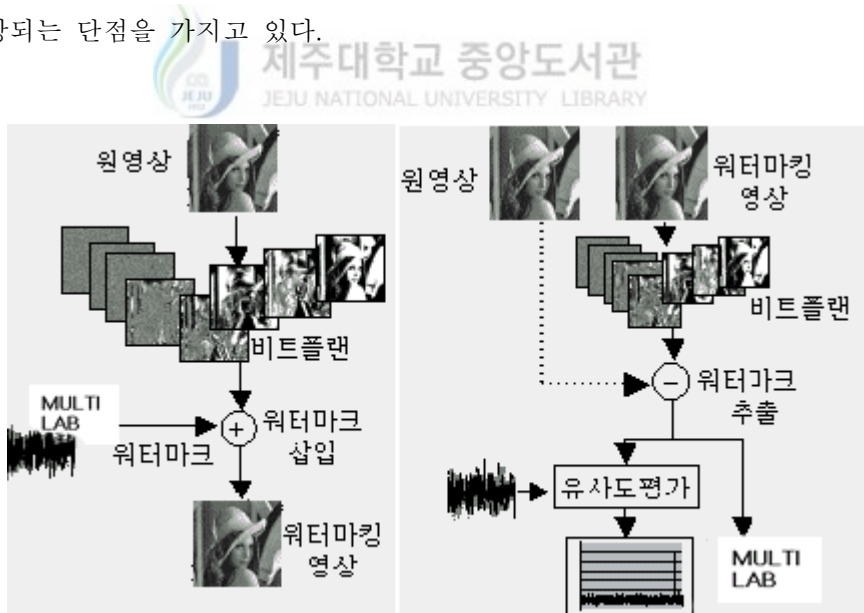 상되는 단점을 가지고 있다.
제주대학교 중앙도서관
JEJU NATIONAL UNIVERSITY LIBRARY
JEJU
1952
원영상
비트플랜
MULTI
LAB
워터마크
워터마크
삽입
워터마킹
영상
원영상
워터마킹
영상
비트플랜
워터마크
추출
유사도평가
MULTI
LAB